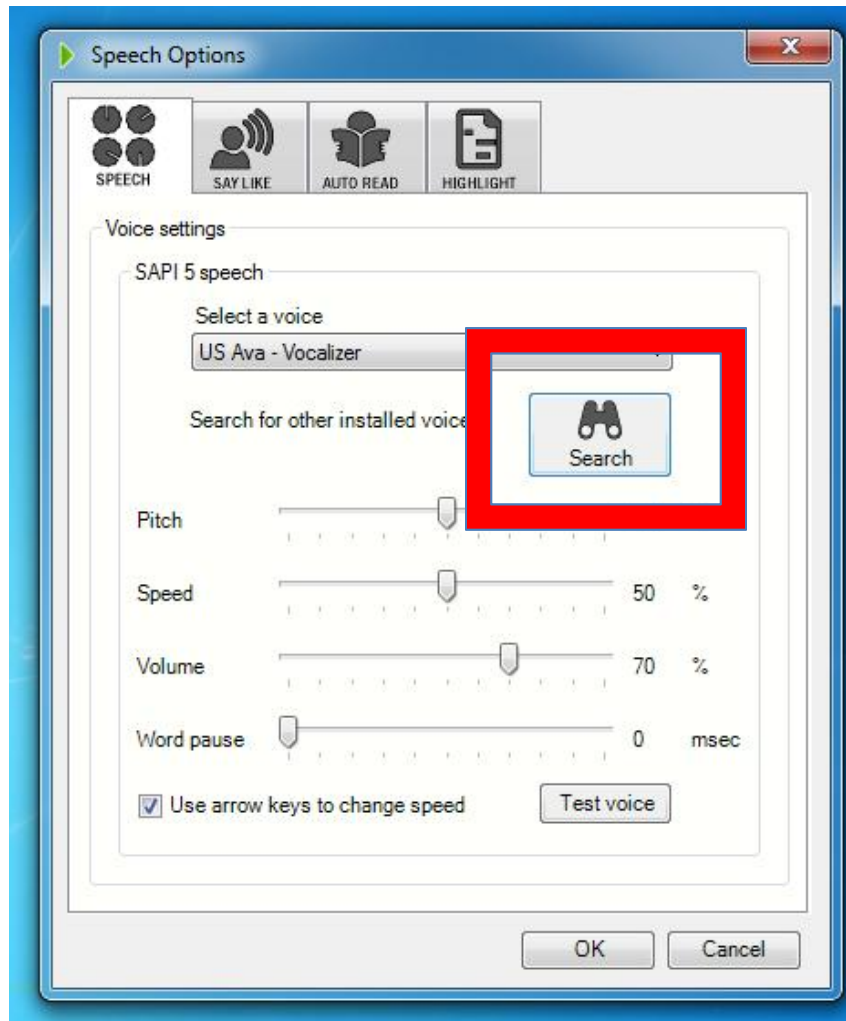 Speech Options
SPEECH
SAY LIKE
AUTO READ
HIGHLIGHT
Voice settings
SAPI 5 speech
Select a voice
US Ava - Vocalizer
Search for other installed voice
Search
Pitch
Speed 50 %
Volume 70 %
Word pause 0 msec
Use arrow keys to change speed
Test voice
OK Cancel